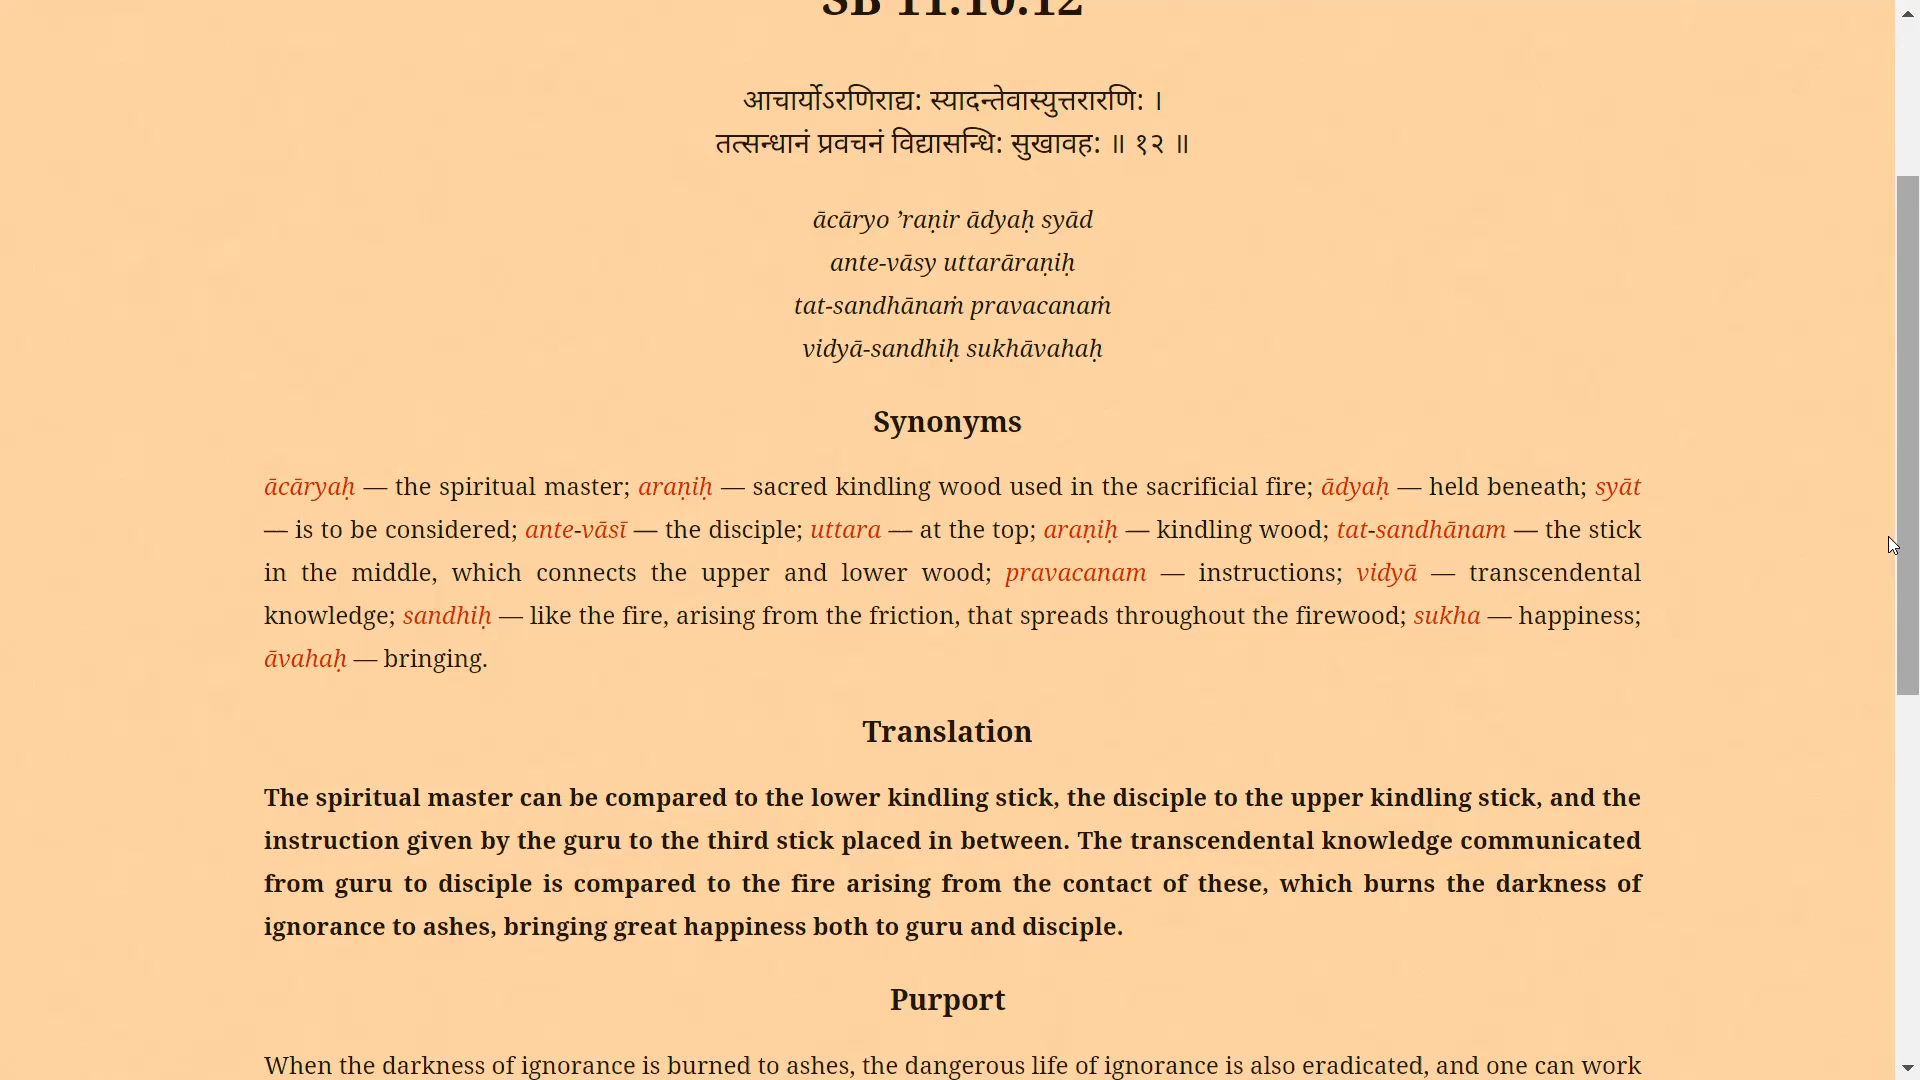 SB 11.10.12
आचार्योऽरणिराद्य: स्यादन्तेवास्युत्तरारणि: ।
तत्सन्धानं प्रवचनं विद्यासन्धि: सुखावह: ॥ १२ ॥
ācāryo ’raṇir ādyaḥ syād
ante-vāsy uttarāraṇiḥ
tat-sandhānaṁ pravacanaṁ
vidyā-sandhiḥ sukhāvahaḥ
Synonyms
ācāryaḥ — the spiritual master; araṇiḥ — sacred kindling wood used in the sacrificial fire; ādyaḥ — held beneath; syāt
— is to be considered; ante-vāsī — the disciple; uttara — at the top; araṇiḥ — kindling wood; tat-sandhānam — the stick
in the middle, which connects the upper and lower wood; pravacanam — instructions; vidyā — transcendental
knowledge; sandhiḥ — like the fire, arising from the friction, that spreads throughout the firewood; sukha — happiness;
āvahaḥ — bringing.
Translation
The spiritual master can be compared to the lower kindling stick, the disciple to the upper kindling stick, and the
instruction given by the guru to the third stick placed in between. The transcendental knowledge communicated
from guru to disciple is compared to the fire arising from the contact of these, which burns the darkness of
ignorance to ashes, bringing great happiness both to guru and disciple.
Purport
When the darkness of ignorance is burned to ashes, the dangerous life of ignorance is also eradicated, and one can work